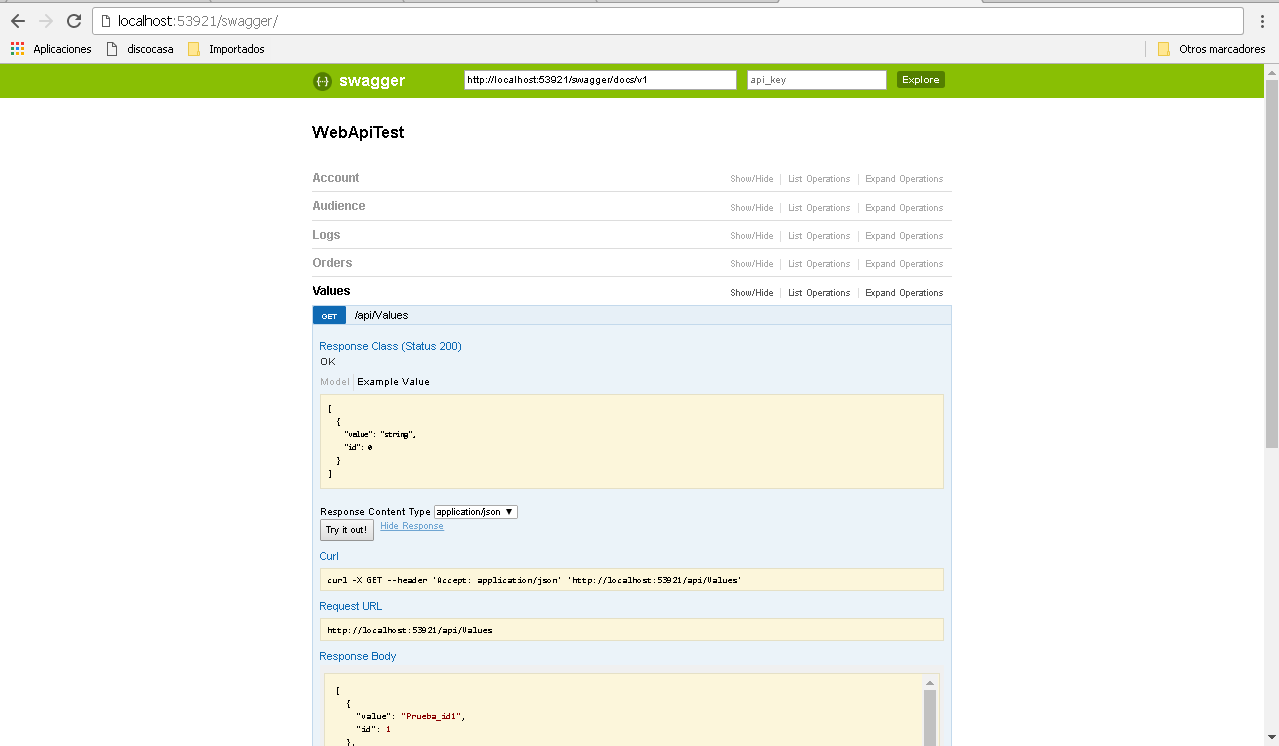 localhost:53921/swagger/
Aplicaciones discocasa Importados Otros marcadores
{··} swagger http://localhost:53921/swagger/docs/v1 api_key Explore
WebApiTest
Account Show/Hide List Operations Expand Operations
Audience Show/Hide List Operations Expand Operations
Logs Show/Hide List Operations Expand Operations
Orders Show/Hide List Operations Expand Operations
Values Show/Hide List Operations Expand Operations
GET /api/Values
Response Class (Status 200)
OK
Model Example Value
[
{
"value": "string",
"id": 0
}
]
Response Content Type application/json
Try it out! Hide Response
Curl
curl -X GET --header 'Accept: application/json' 'http://localhost:53921/api/Values'
Request URL
http://localhost:53921/api/Values
Response Body
[
{
"value": "Prueba_id1",
"id": 1
},